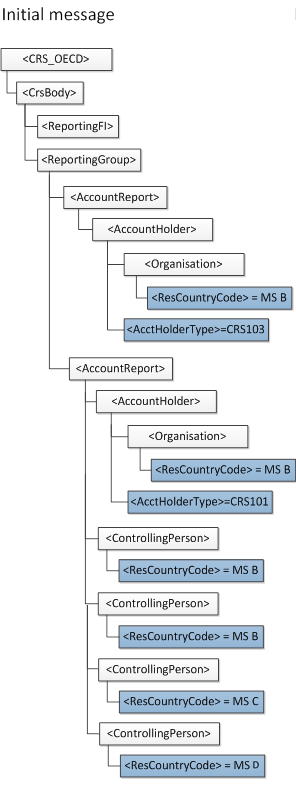 Initial message
<CRS_OECD>
<CrsBody>
<ReportingFI>
<ReportingGroup>
<AccountReport>
<AccountHolder>
<Organisation>
<ResCountryCode> = MS B
<AcctHolderType>=CRS103
<AccountReport>
<AccountHolder>
<Organisation>
<ResCountryCode> = MS B
<AcctHolderType>=CRS101
<ControllingPerson>
<ResCountryCode> = MS B
<ControllingPerson>
<ResCountryCode> = MS B
<ControllingPerson>
<ResCountryCode> = MS C
<ControllingPerson>
<ResCountryCode> = MS D